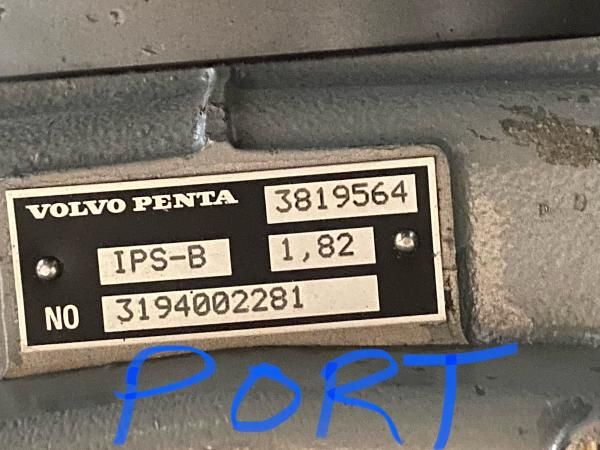 VOLVO PENTA 3819564
IPS-B 1,82
NO 3194002281
PORT